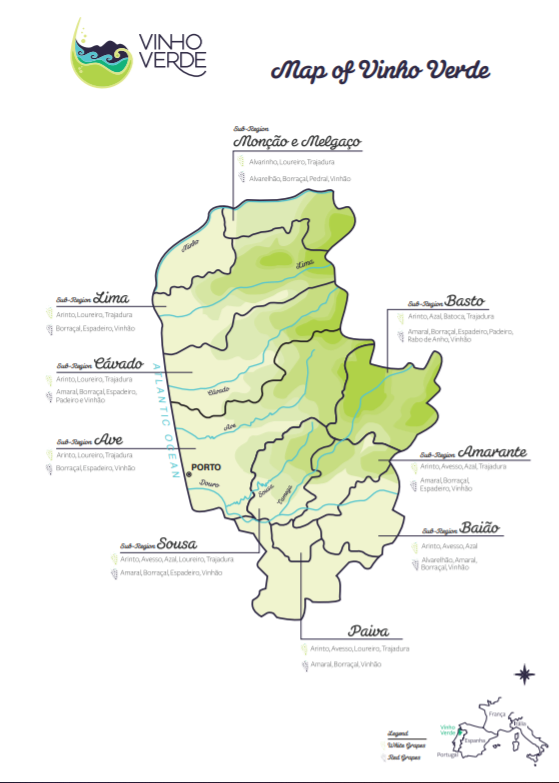 VINHO
VERDE
Map of Vinho Verde
Sub-Region
Monção e Melgaço
Alvarinho, Loureiro, Trajadura
Alvarelhão, Borraçal, Pedral, Vinhão
Minho
Lima
Sub-Region Lima
Arinto, Loureiro, Trajadura
Borraçal, Espadeiro, Vinhão
Sub-Region Basto
Arinto, Azal, Batoca, Trajadura
Amaral, Borraçal, Espadeiro, Padeiro,
Rabo de Anho, Vinhão
Sub-Region Cávado
Arinto, Loureiro, Trajadura
Amaral, Borraçal, Espadeiro,
Padeiro e Vinhão
ATLANTIC OCEAN
Cávado
Ave
Sub-Region Ave
Arinto, Loureiro, Trajadura
Borraçal, Espadeiro, Vinhão
PORTO
Douro
Sousa
Tâmega
Sub-Region Amarante
Arinto, Avesso, Azal, Trajadura
Amaral, Borraçal,
Espadeiro, Vinhão
Sub-Region Baião
Arinto, Avesso, Azal
Alvarelhão, Amaral,
Borraçal, Vinhão
Sub-Region Sousa
Arinto, Avesso, Azal, Loureiro, Trajadura
Amaral, Borraçal, Espadeiro, Vinhão
Paiva
Arinto, Avesso, Loureiro, Trajadura
Amaral, Borraçal, Vinhão
Legend
White Grapes
Red Grapes
França
Itália
Vinho
Verde
Espanha
Portugal